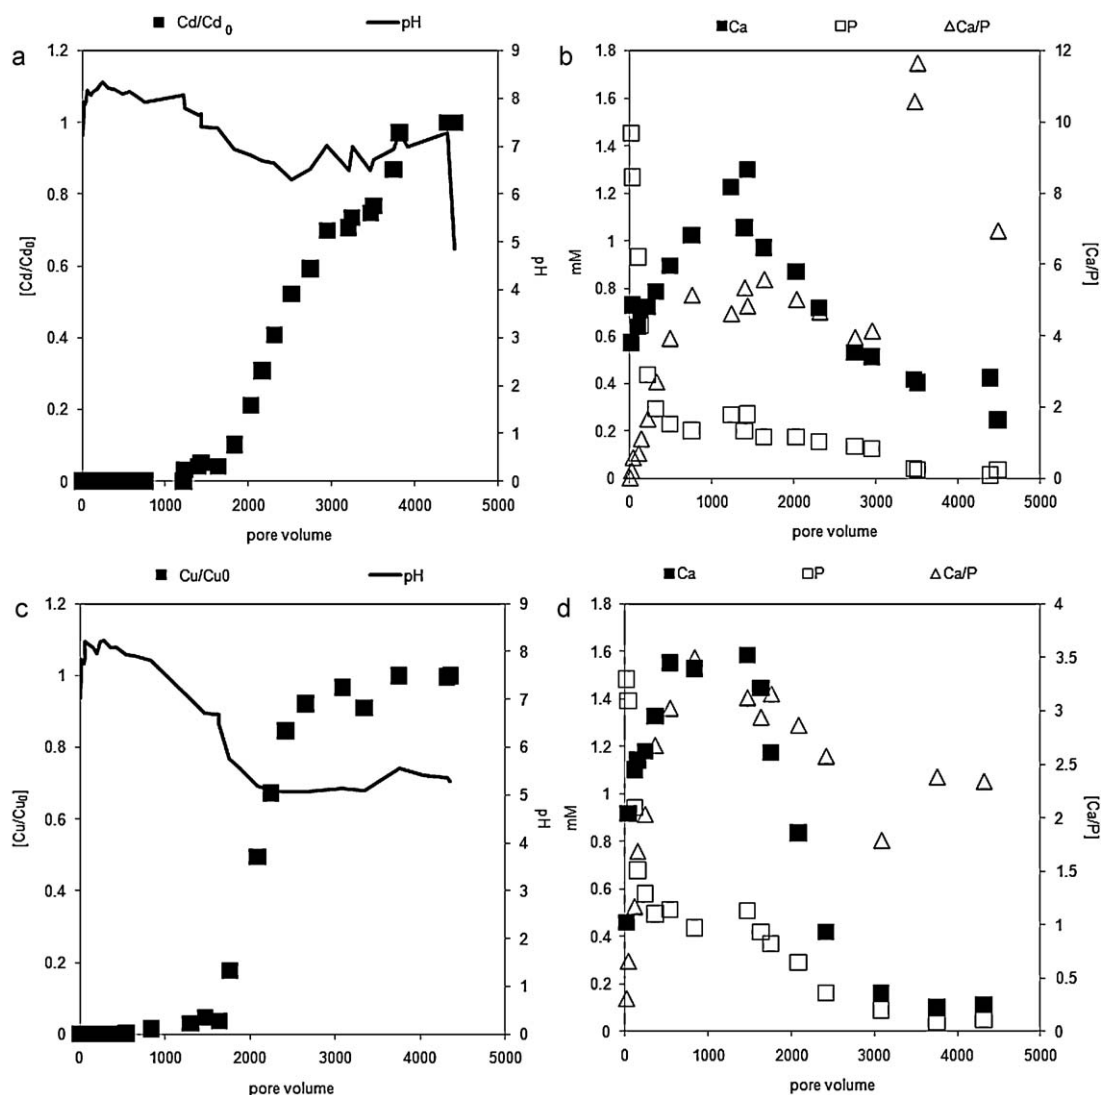 a
Cd/Cd0 pH
1.2
1
0.8
0.6
0.4
0.2
0
[Cd/Cd0]
9
8
7
6
5
4
3
2
1
0
pH
0 1000 2000 3000 4000 5000
pore volume
b
Ca P Ca/P
1.8
1.6
1.4
1.2
1
0.8
0.6
0.4
0.2
0
mM
12
10
8
6
4
2
0
[Ca/P]
0 1000 2000 3000 4000 5000
pore volume
c
Cu/Cu0 pH
1.2
1
0.8
0.6
0.4
0.2
0
[Cu/Cu0]
9
8
7
6
5
4
3
2
1
0
pH
0 1000 2000 3000 4000 5000
pore volume
d
Ca P Ca/P
1.8
1.6
1.4
1.2
1
0.8
0.6
0.4
0.2
0
mM
4
3.5
3
2.5
2
1.5
1
0.5
0
[Ca/P]
0 1000 2000 3000 4000 5000
pore volume